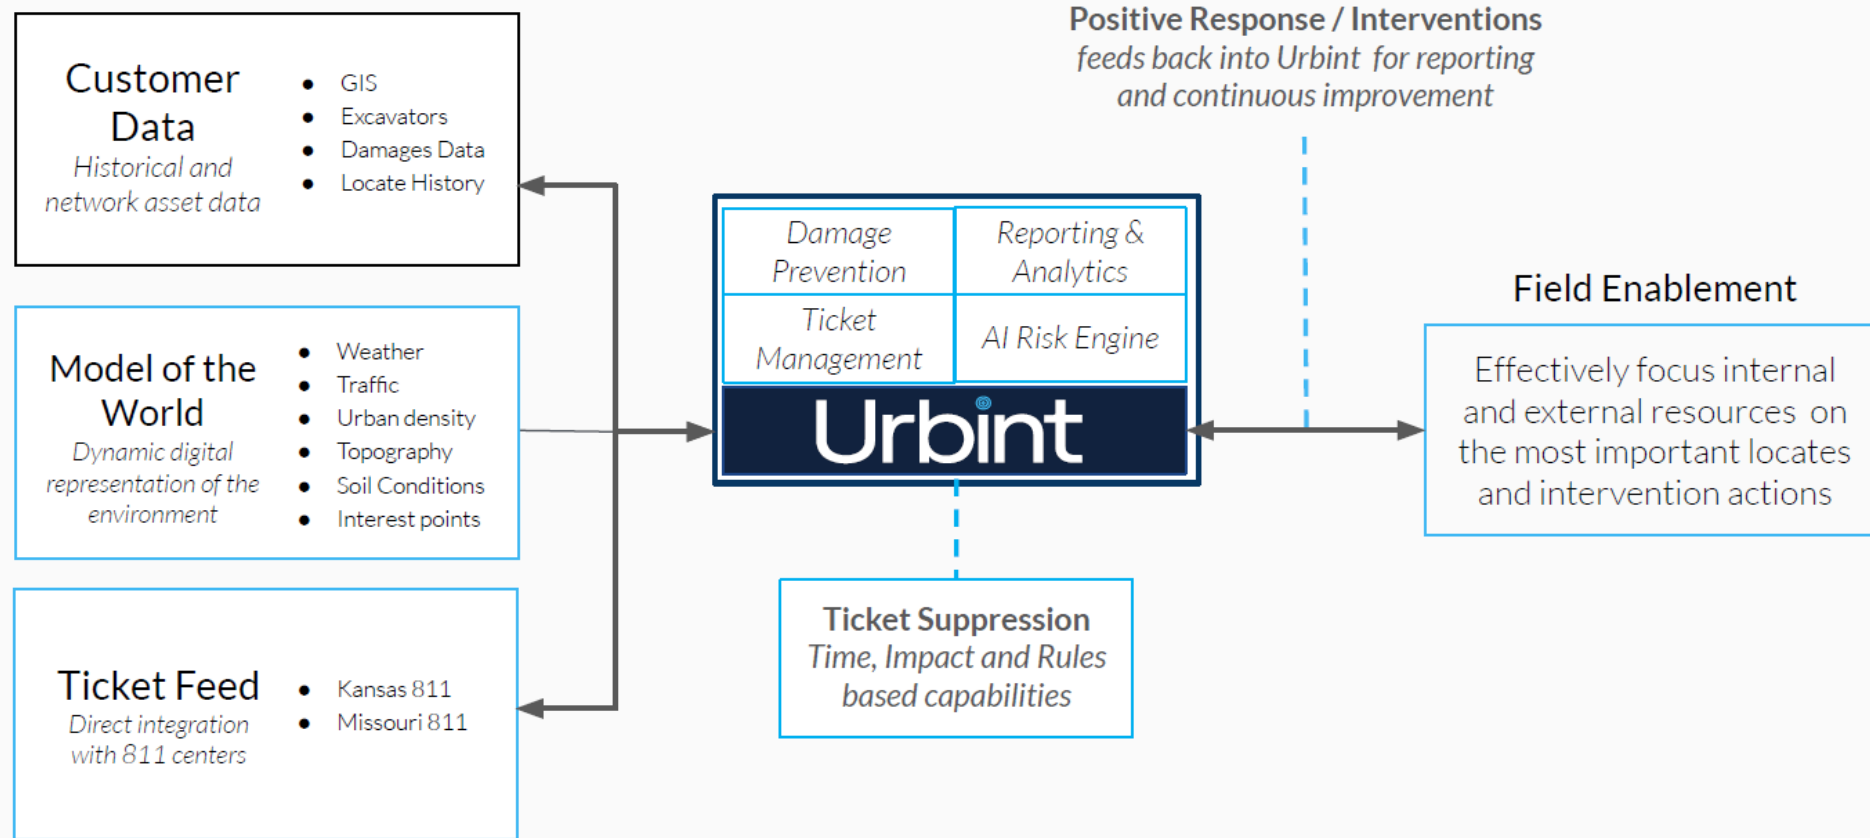 Customer
Data
Historical and
network asset data
● GIS
● Excavators
● Damages Data
● Locate History
Model of the
World
Dynamic digital
representation of the
environment
● Weather
● Traffic
● Urban density
● Topography
● Soil Conditions
● Interest points
Ticket Feed
Direct integration
with 811 centers
● Kansas 811
● Missouri 811
Damage
Prevention
Reporting &
Analytics
Ticket
Management
AI Risk Engine
Urbint
Ticket Suppression
Time, Impact and Rules
based capabilities
Positive Response / Interventions
feeds back into Urbint for reporting
and continuous improvement
Field Enablement
Effectively focus internal
and external resources on
the most important locates
and intervention actions